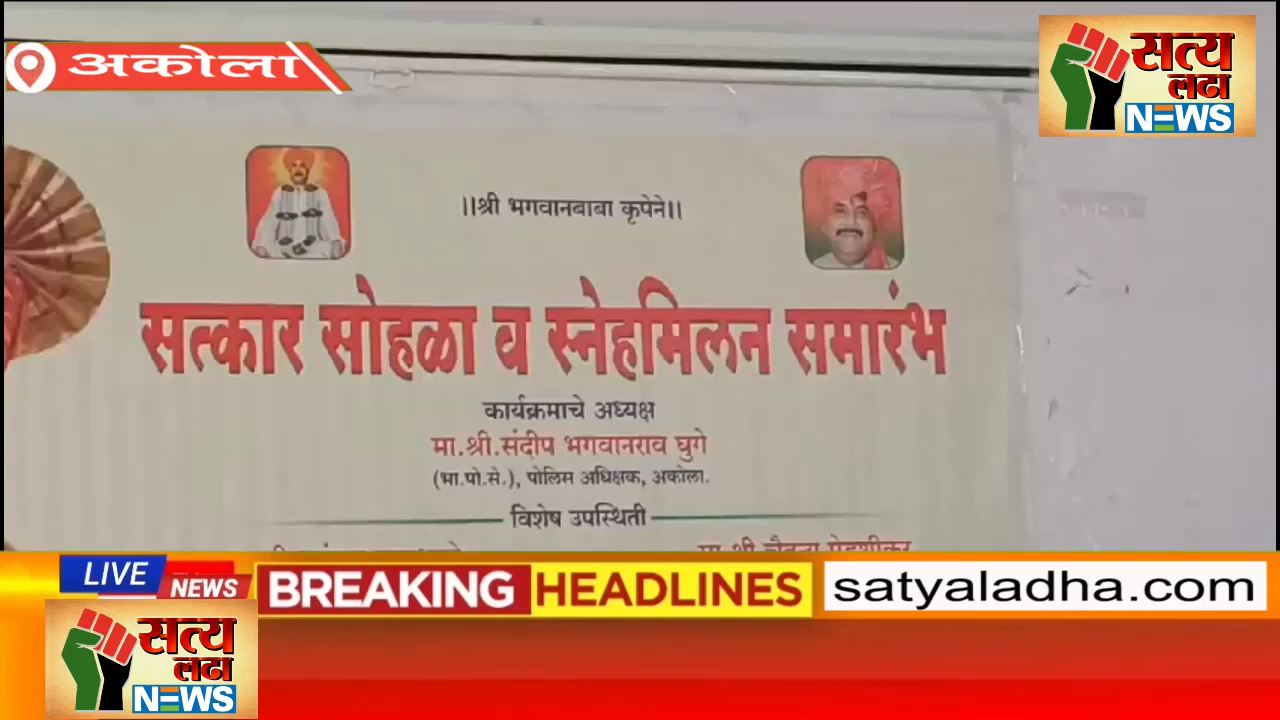 अकोला
सत्य
लढा
NEWS
||श्री भगवानबाबा कृपेने||
सत्कार सोहळा व स्नेहमिलन समारंभ
कार्यक्रमाचे अध्यक्ष
मा.श्री.संदीप भगवानराव घुगे
(भा.पो.से.), पोलिस अधिक्षक, अकोला.
विशेष उपस्थिती
LIVE
NEWS
BREAKING HEADLINES
satyaladha.com
सत्य
लढा
NEWS